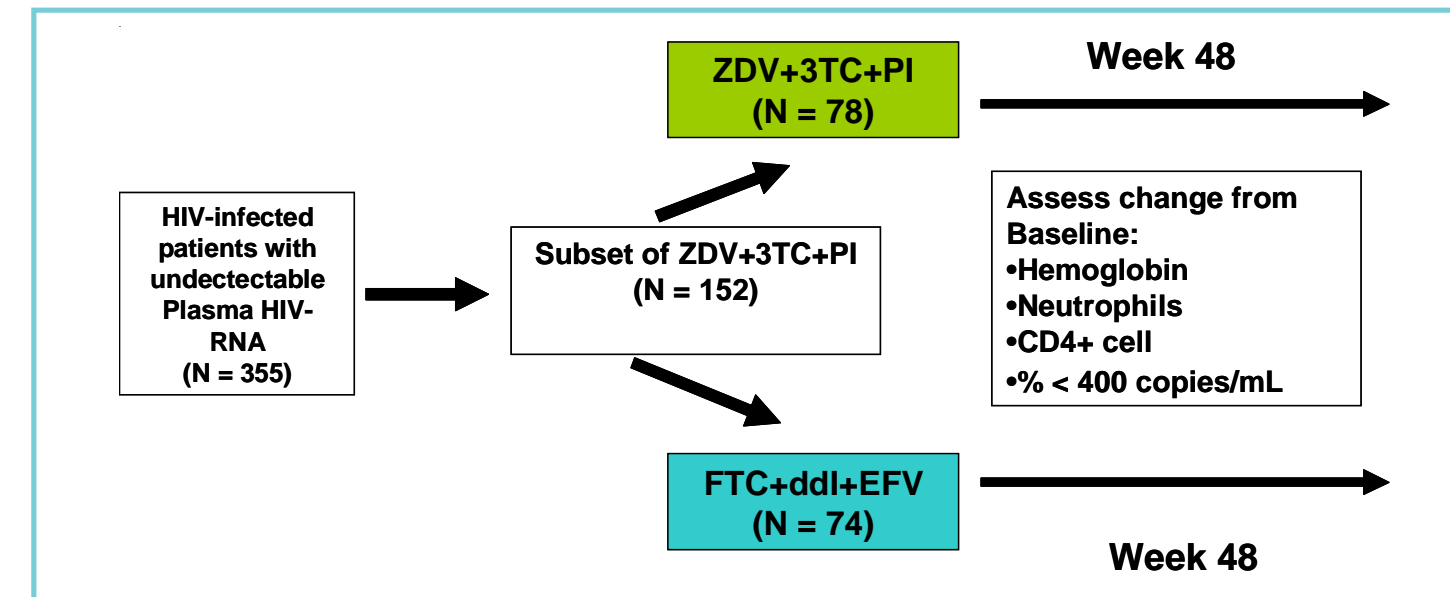 HIV-infected
patients with
undectectable
Plasma HIV-
RNA
(N = 355)
Subset of ZDV+3TC+PI
(N = 152)
ZDV+3TC+PI
(N = 78)
Week 48
Assess change from
Baseline:
•Hemoglobin
•Neutrophils
•CD4+ cell
•% < 400 copies/mL
FTC+ddI+EFV
(N = 74)
Week 48